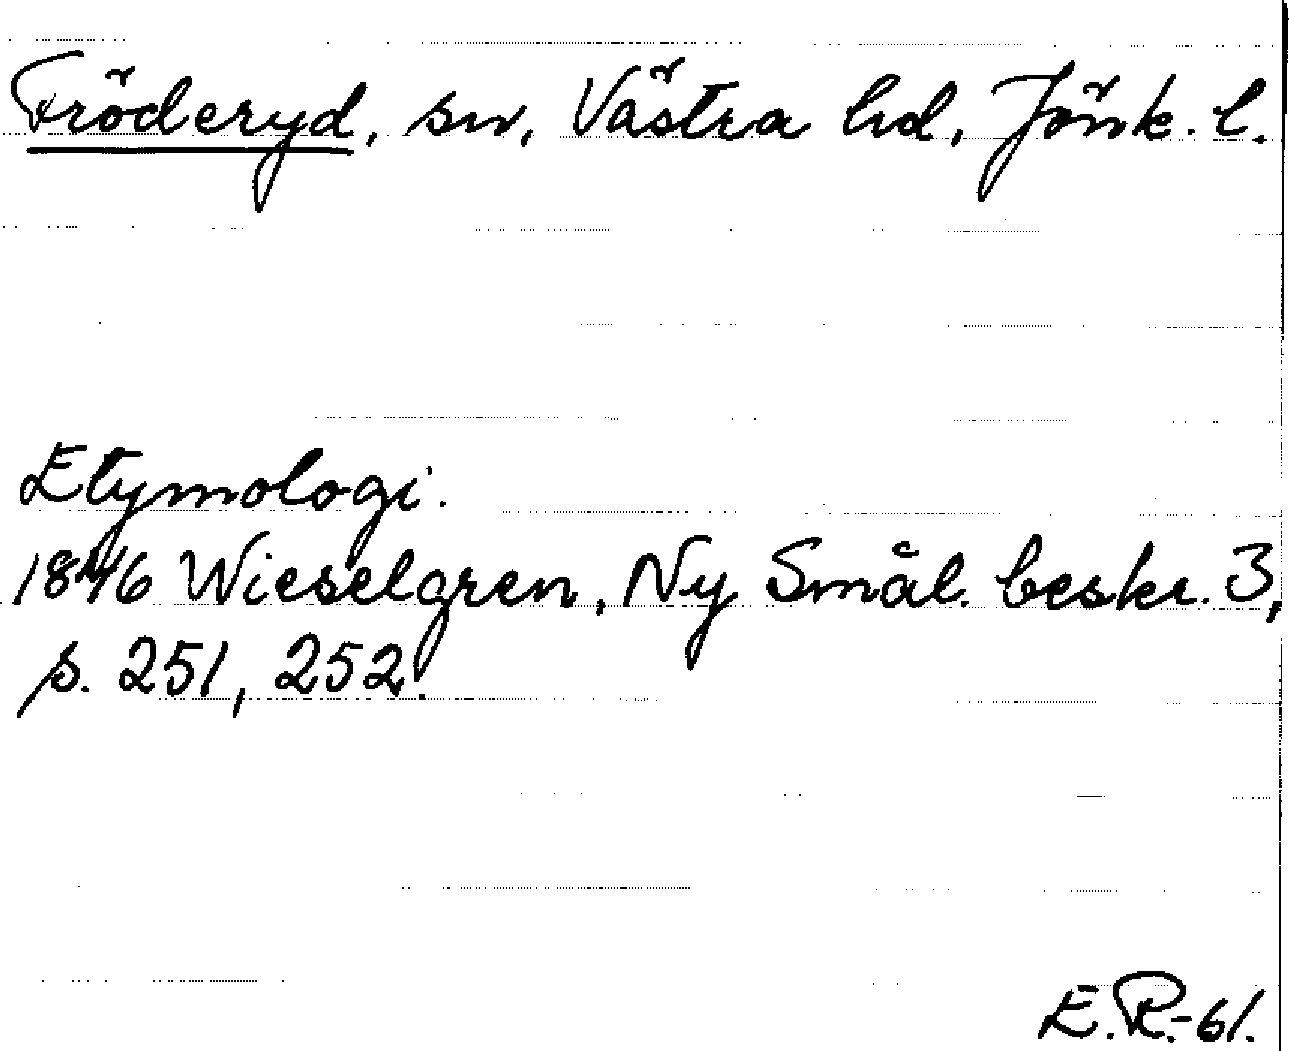 Fröderyd, sn, Västra hd, Jönk. l.
Etymologi.
1846 Wieselgren, Ny Smål. beskr. 3,
s. 251, 252.
E.R.-61.